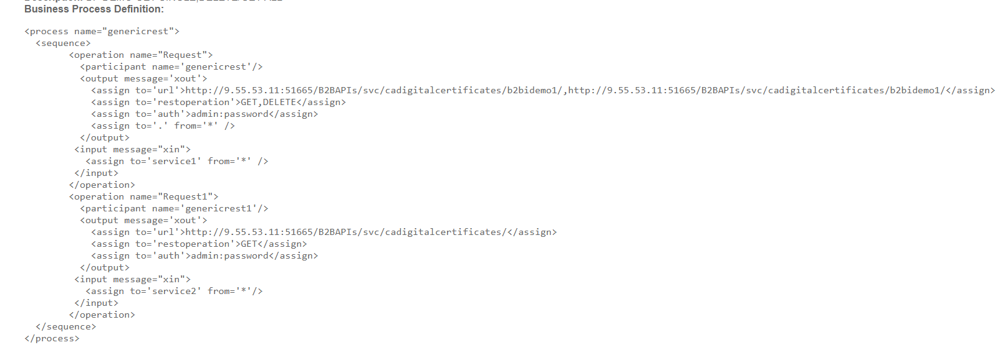 Business Process Definition:
<process name="genericrest">
<sequence>
<operation name="Request">
<participant name='genericrest'/>
<output message='xout'>
<assign to='url'>http://9.55.53.11:51665/B2BAPIs/svc/cadigitalcertificates/b2bidemo1/,http://9.55.53.11:51665/B2BAPIs/svc/cadigitalcertificates/b2bidemo1/</assign>
<assign to='restoperation'>GET,DELETE</assign>
<assign to='auth'>admin:password</assign>
<assign to='.' from='*' />
</output>
<input message="xin">
<assign to='service1' from='*' />
</input>
</operation>
<operation name="Request1">
<participant name='genericrest1'/>
<output message='xout'>
<assign to='url'>http://9.55.53.11:51665/B2BAPIs/svc/cadigitalcertificates/</assign>
<assign to='restoperation'>GET</assign>
<assign to='auth'>admin:password</assign>
</output>
<input message="xin">
<assign to='service2' from='*'/>
</input>
</operation>
</sequence>
</process>